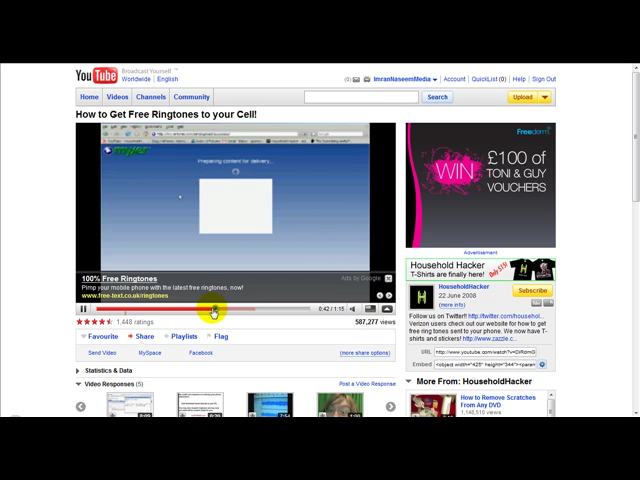 YouTube
Broadcast Yourself ™
Worldwide
English
(0)
ImranNaseemMedia
Account
QuickList (0)
Help
Sign Out
Home
Videos
Channels
Community
Search
Upload
How to Get Free Ringtones to your Cell!
Preparing content for delivery...
100% Free Ringtones
Ads by Google
Pimp your mobile phone with the latest free ringtones, now!
www.free-text.co.uk/ringtones
0:42 / 1:15
1,448 ratings
587,277 views
Favourite
Share
Playlists
Flag
Send Video
MySpace
Facebook
(more share options)
Statistics & Data
Video Responses (5)
Post a Video Response
Freederm
WIN
£100 of
TONI & GUY
VOUCHERS
Advertisement
Household Hacker
T-Shirts are finally here!
Only $15!
HouseholdHacker
22 June 2008
(more info)
Subscribe
Follow us on Twitter! http://twitter.com/househol...
Verizon users check out our website for how to
get free ring tones sent to your phone. We now have T-
shirts and stickers! http://www.zazzle.c...
URL
Embed
More From: HouseholdHacker
How to Remove Scratches
From Any DVD
1,148,510 views